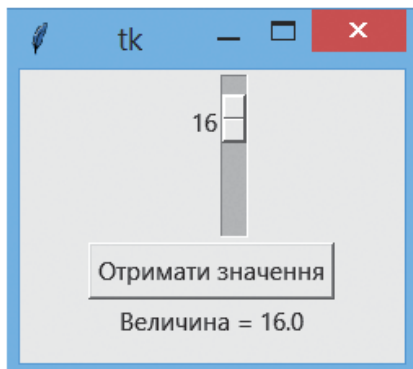 tk
16
Отримати значення
Величина = 16.0